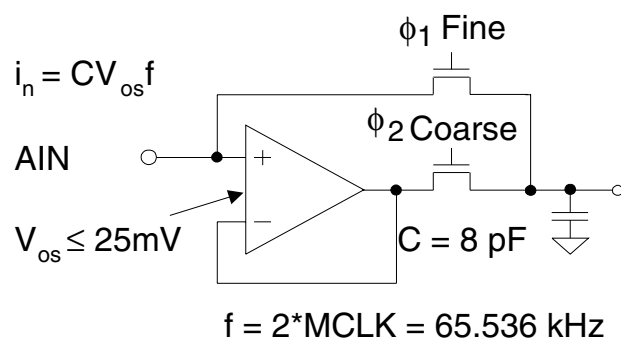 ϕ₁ Fine
iₙ = CVₒₛf
ϕ₂ Coarse
AIN
+
−
Vₒₛ ≤ 25mV
C = 8 pF
f = 2*MCLK = 65.536 kHz